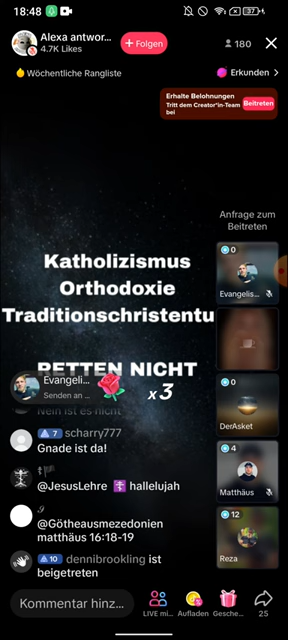 18:48
37
Alexa antwor...
4.7K Likes
+ Folgen
180
Wöchentliche Rangliste
Erkunden
Erhalte Belohnungen
Tritt dem Creator*in-Team
bei
Beitreten
Anfrage zum
Beitreten
Katholizismus
Orthodoxie
Traditionschristentu
RETTEN NICHT
0
Evangelis...
0
DerAsket
4
Matthäus
12
Reza
Evangeli...
Senden an ...
x3
Nein ist es nicht
7 scharry777
Gnade ist da!
@JesusLehre ☦️ hallelujah
@Götheausmezedonien
matthäus 16:18-19
10 dennibrookling ist
beigetreten
Kommentar hinz...
LIVE mi...
Aufladen
Gesche...
25